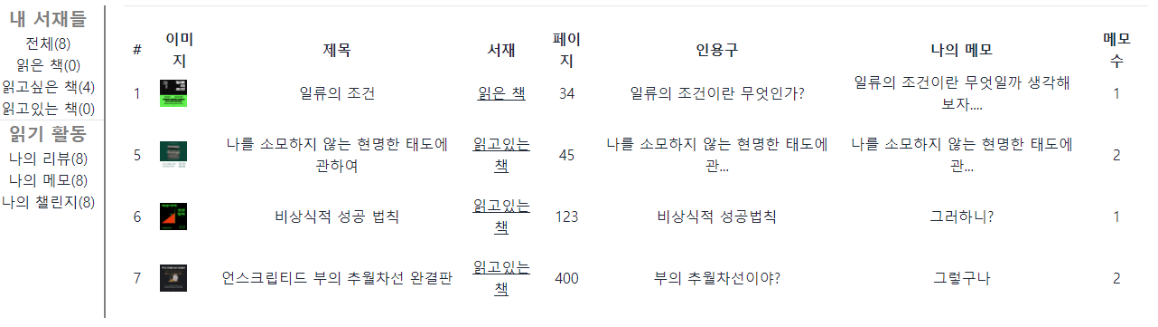 내 서재들
전체(8)
읽은 책(0)
읽고싶은 책(4)
읽고있는 책(0)
읽기 활동
나의 리뷰(8)
나의 메모(8)
나의 챌린지(8)
# 이미지 제목 서재 페이지 인용구 나의 메모 메모수
1 일류의 조건 읽은 책 34 일류의 조건이란 무엇인가? 일류의 조건이란 무엇일까 생각해보자.... 1
5 나를 소모하지 않는 현명한 태도에 관하여 읽고있는 책 45 나를 소모하지 않는 현명한 태도에 관... 나를 소모하지 않는 현명한 태도에 관... 2
6 비상식적 성공 법칙 읽고있는 책 123 비상식적 성공법칙 그러하니? 1
7 언스크립티드 부의 추월차선 완결판 읽고있는 책 400 부의 추월차선이야? 그렇구나 2